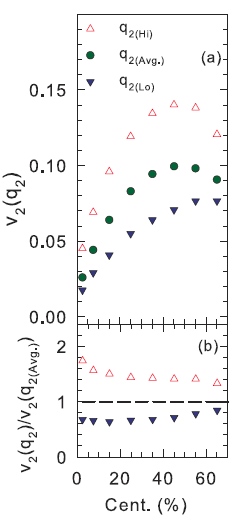 q2(Hi)
q2(Avg.)
q2(Lo)
(a)
0.15
0.10
0.05
0.00
v2(q2)
(b)
2
1
0
v2(q2)/v2(q2(Avg.))
0 20 40 60
Cent. (%)